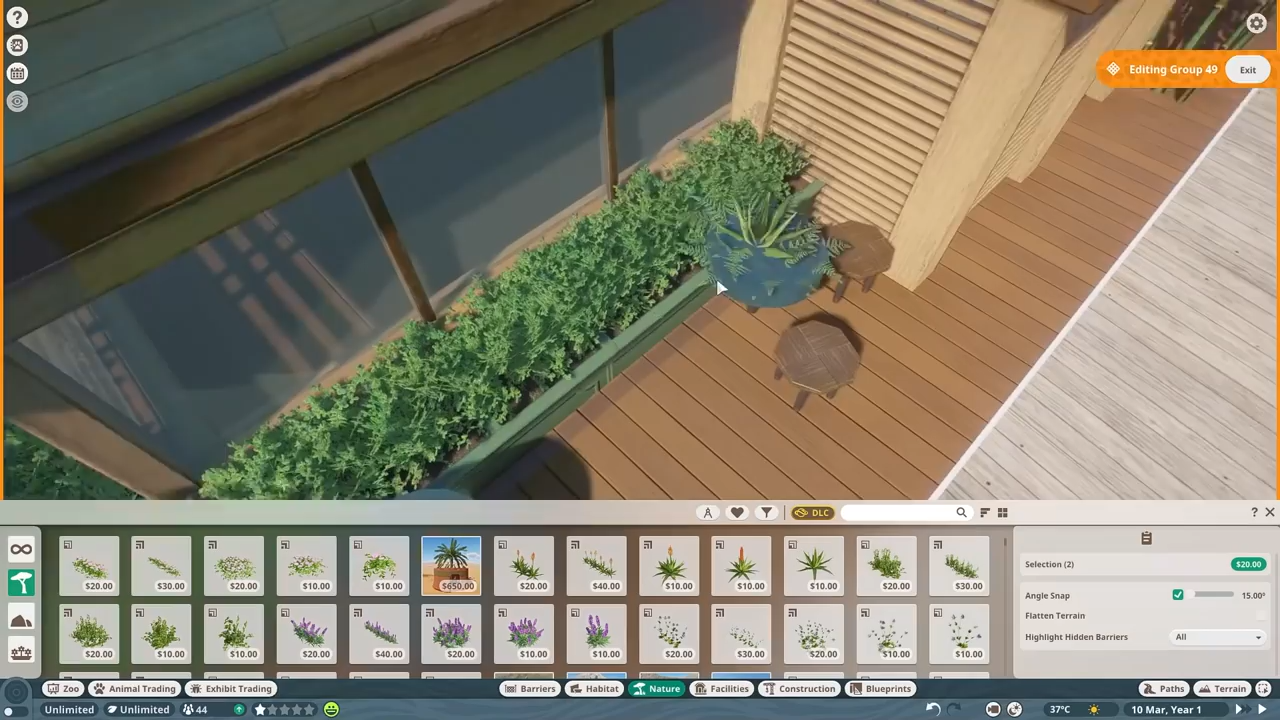 ?
Editing Group 49 Exit
DLC
? ✕
$20.00 $30.00 $20.00 $10.00 $10.00 $650.00 $20.00 $40.00 $10.00 $10.00 $10.00 $20.00 $30.00
$20.00 $10.00 $10.00 $20.00 $40.00 $20.00 $10.00 $10.00 $20.00 $30.00 $20.00 $10.00 $10.00
Selection (2) $20.00
Angle Snap 15.00°
Flatten Terrain
Highlight Hidden Barriers All
Zoo Animal Trading Exhibit Trading Barriers Habitat Nature Facilities Construction Blueprints Paths Terrain
Unlimited Unlimited 44 37°C 10 Mar, Year 1